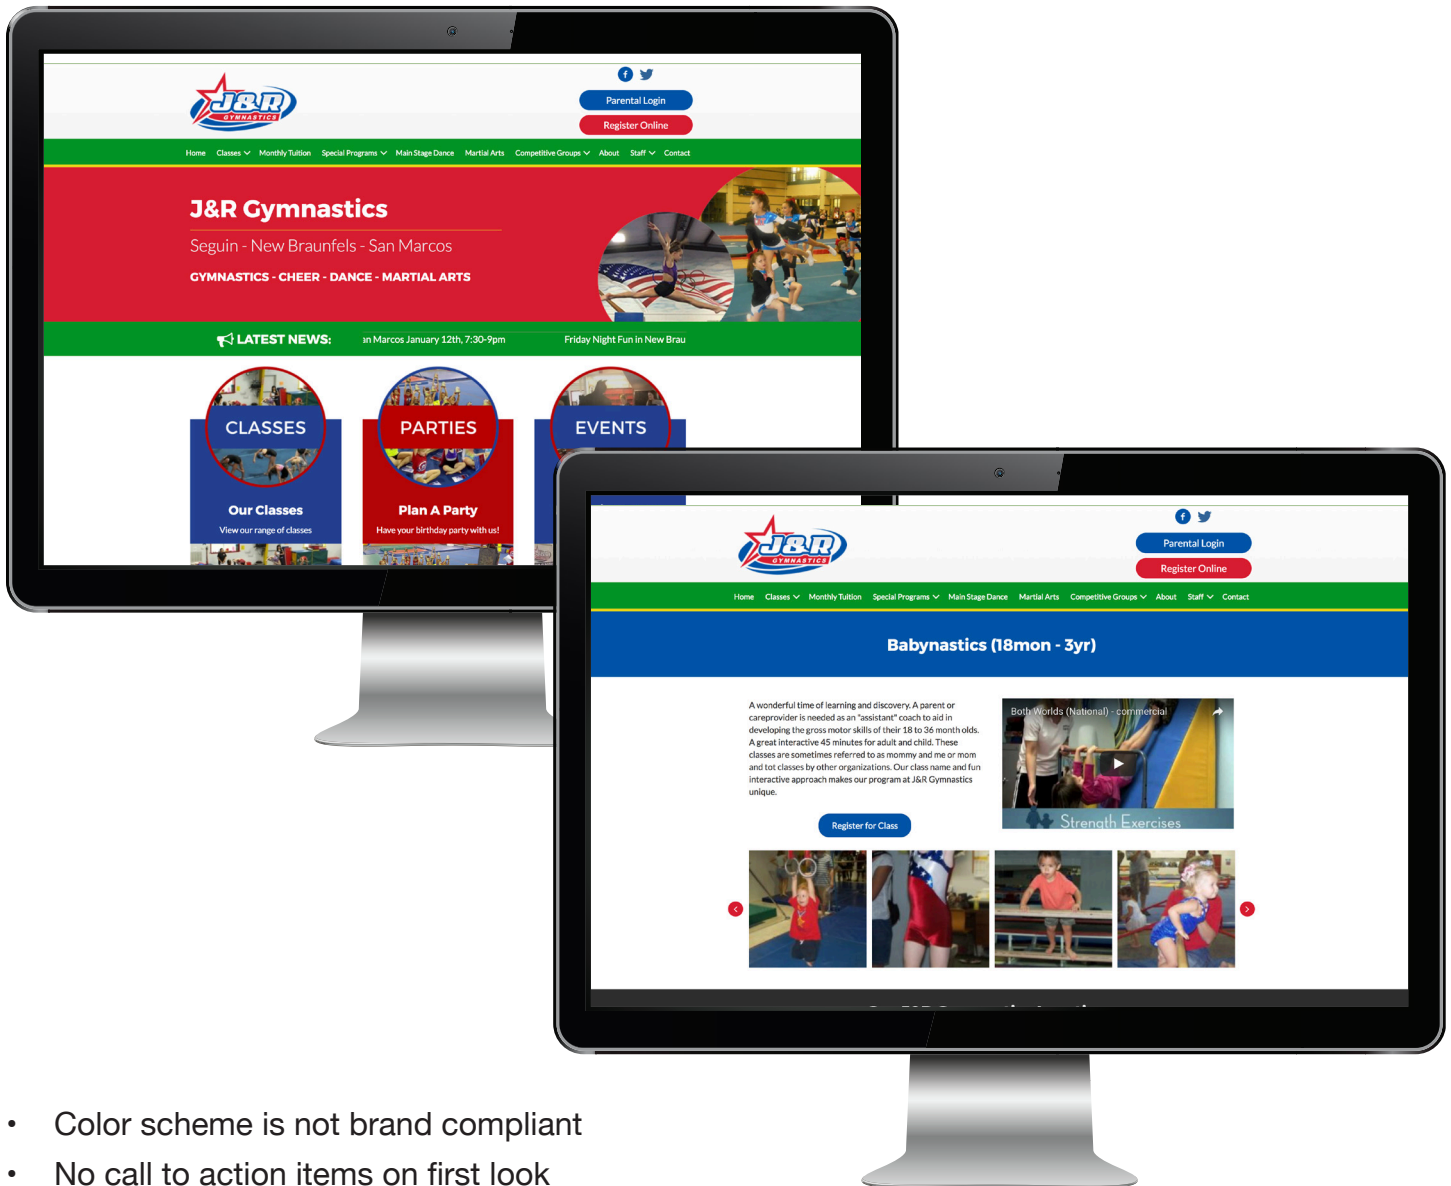 J&R
GYMNASTICS
Parental Login
Register Online
Home Classes Monthly Tuition Special Programs Main Stage Dance Martial Arts Competitive Groups About Staff Contact
J&R Gymnastics
Seguin - New Braunfels - San Marcos
GYMNASTICS - CHEER - DANCE - MARTIAL ARTS
LATEST NEWS: an Marcos January 12th, 7:30-9pm Friday Night Fun in New Brau
CLASSES
PARTIES
EVENTS
Our Classes
View our range of classes
Plan A Party
Have your birthday party with us!
J&R
GYMNASTICS
Parental Login
Register Online
Home Classes Monthly Tuition Special Programs Main Stage Dance Martial Arts Competitive Groups About Staff Contact
Babynastics (18mon - 3yr)
A wonderful time of learning and discovery. A parent or
careprovider is needed as an "assistant" coach to aid in
developing the gross motor skills of their 18 to 36 month olds.
A great interactive 45 minutes for adult and child. These
classes are sometimes referred to as mommy and me or mom
and tot classes by other organizations. Our class name and fun
interactive approach makes our program at J&R Gymnastics
unique.
Register for Class
Both Worlds (National) - commercial
Strength Exercises
• Color scheme is not brand compliant
• No call to action items on first look